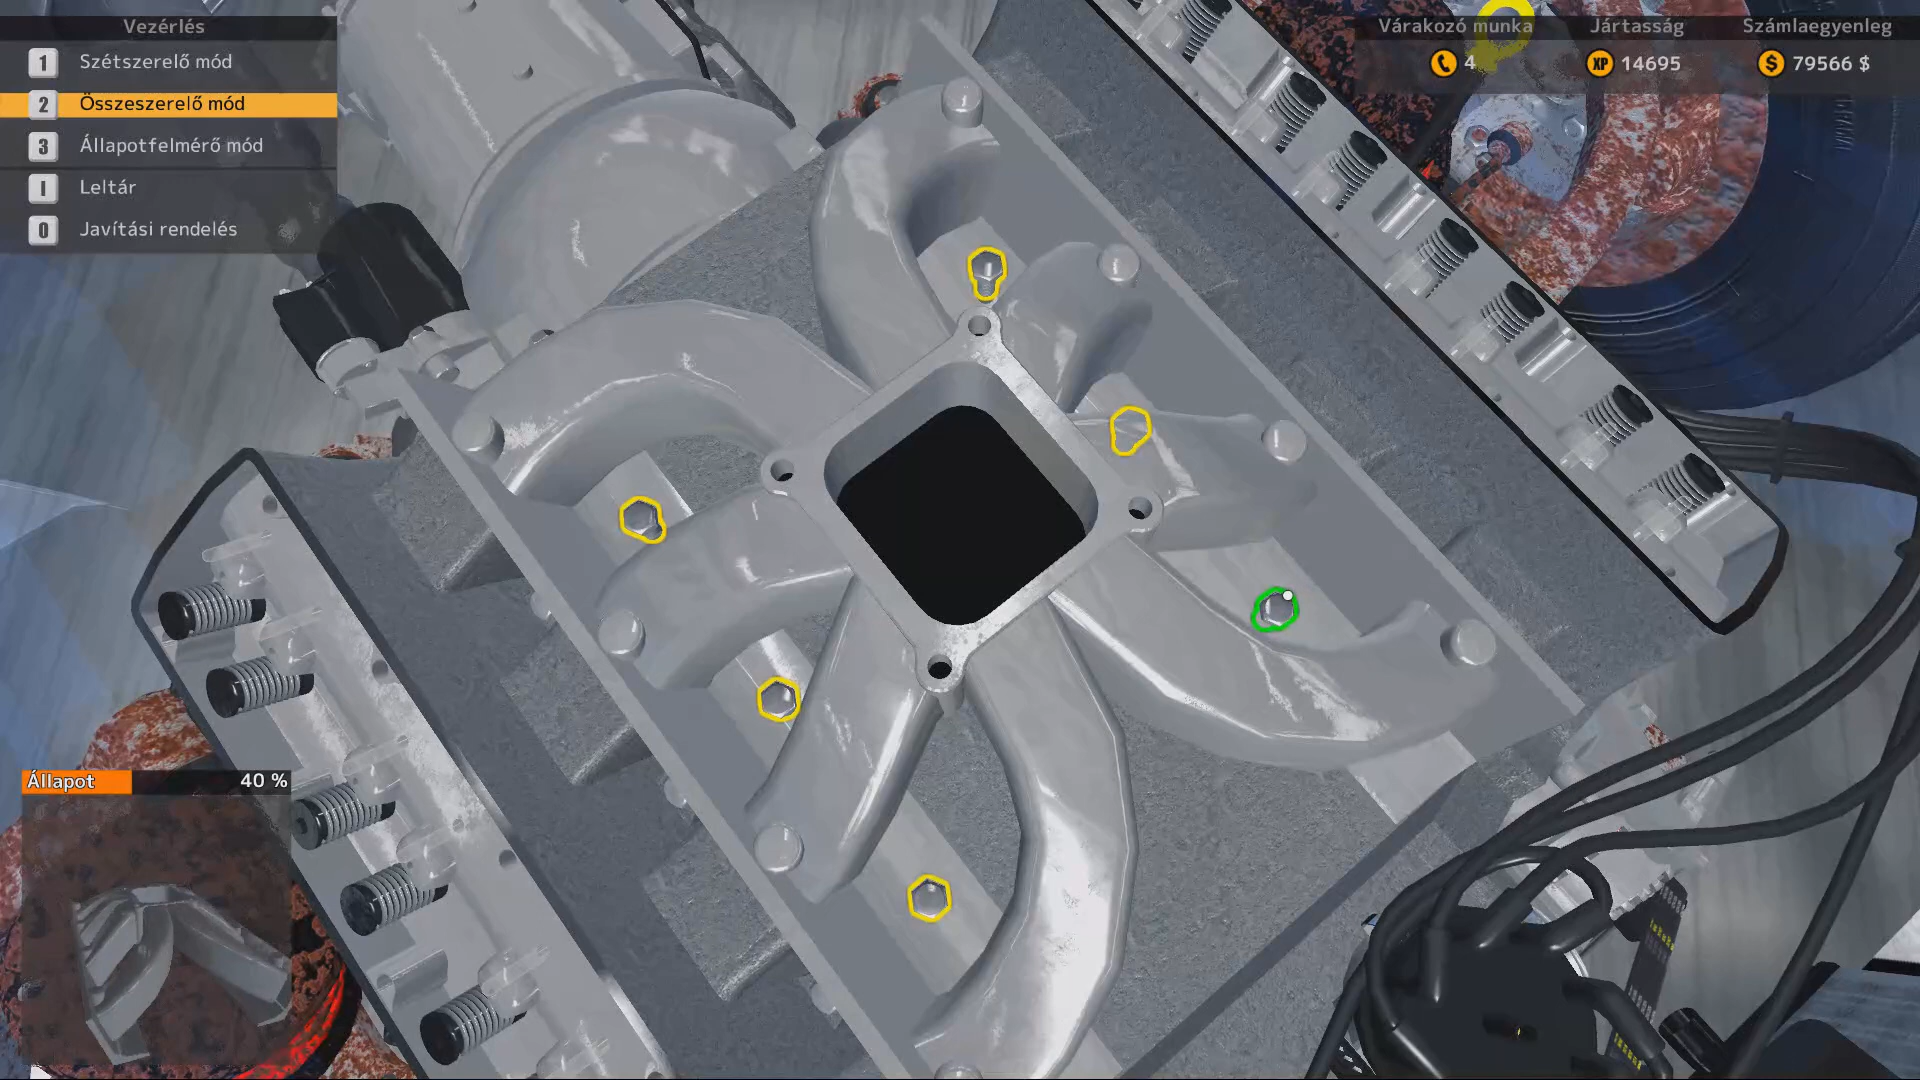 Vezérlés
1 Szétszerelő mód
2 Összeszerelő mód
3 Állapotfelmérő mód
I Leltár
O Javítási rendelés
Várakozó munka
4
Jártasság
XP 14695
Számlaegyenleg
$ 79566 $
Állapot 40 %